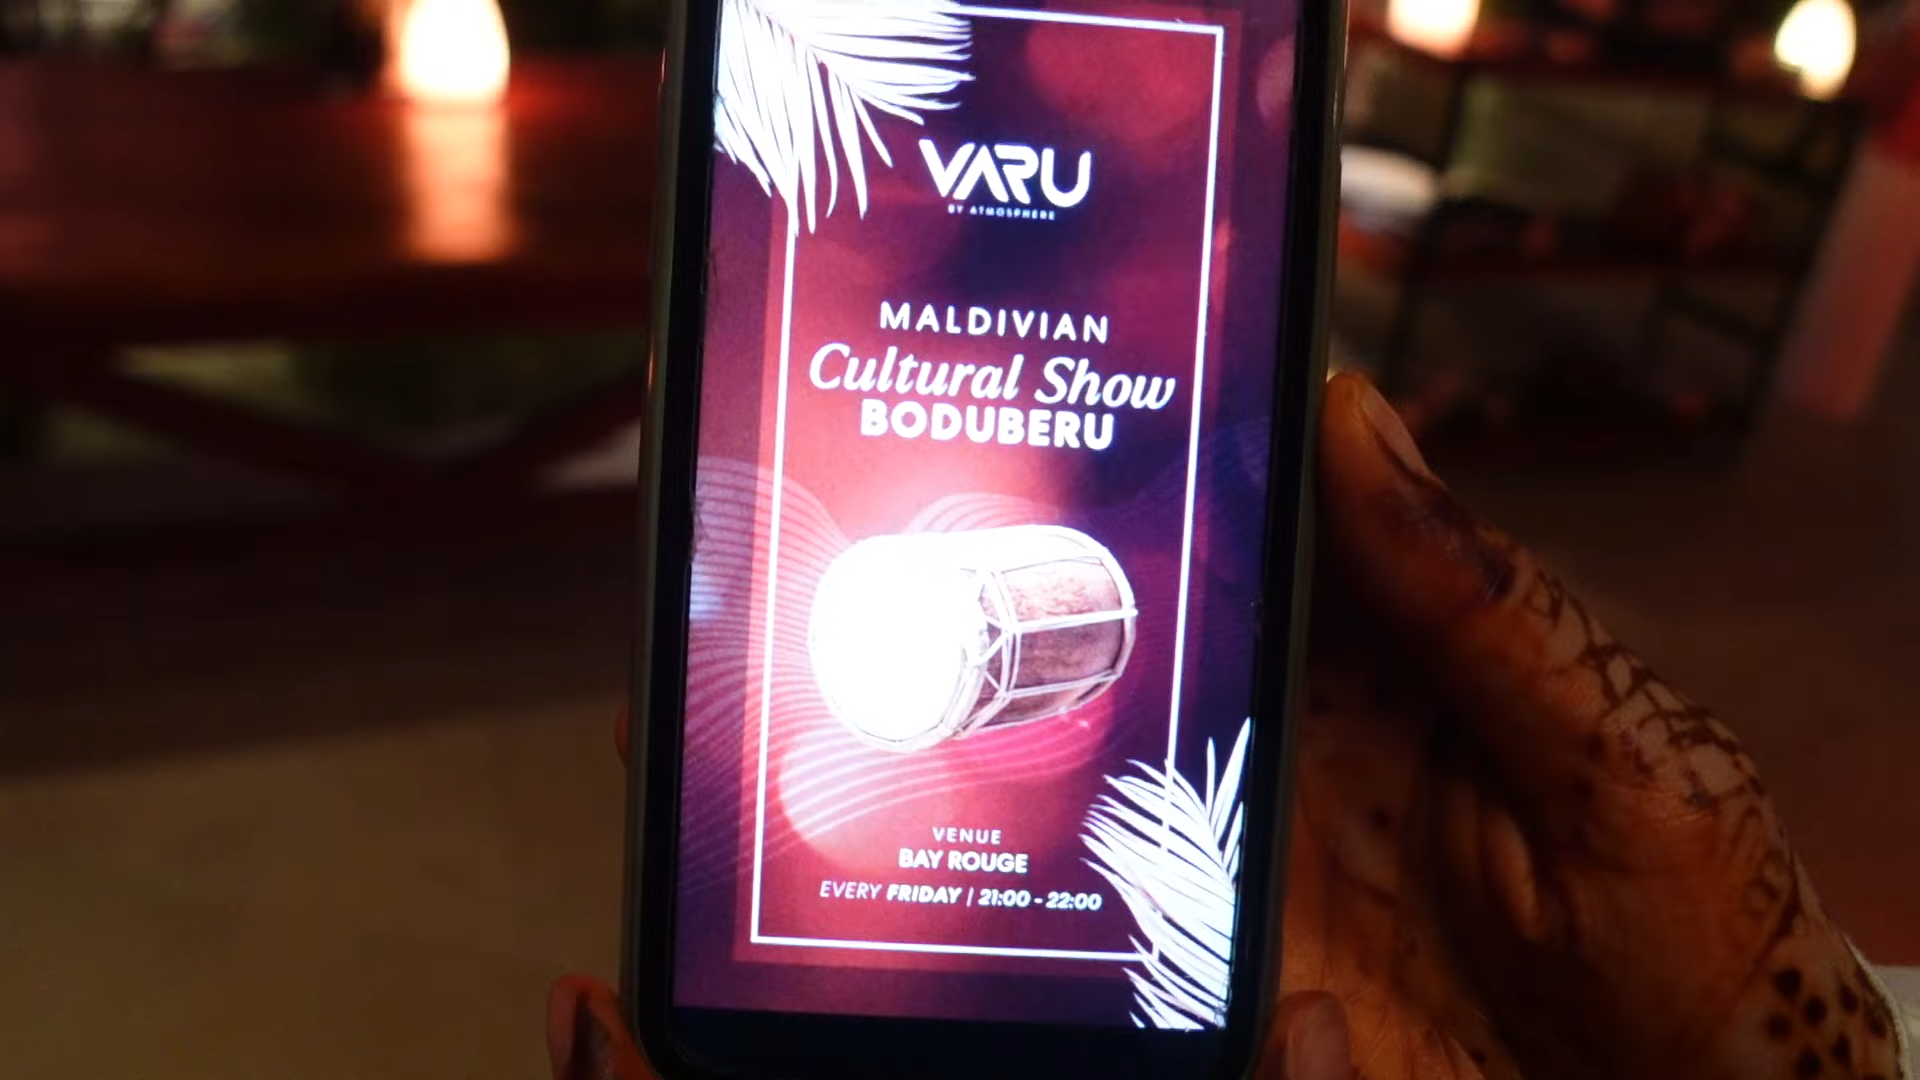 VARU
BY ATMOSPHERE
MALDIVIAN
Cultural Show
BODUBERU
VENUE
BAY ROUGE
EVERY FRIDAY | 21:00 - 22:00